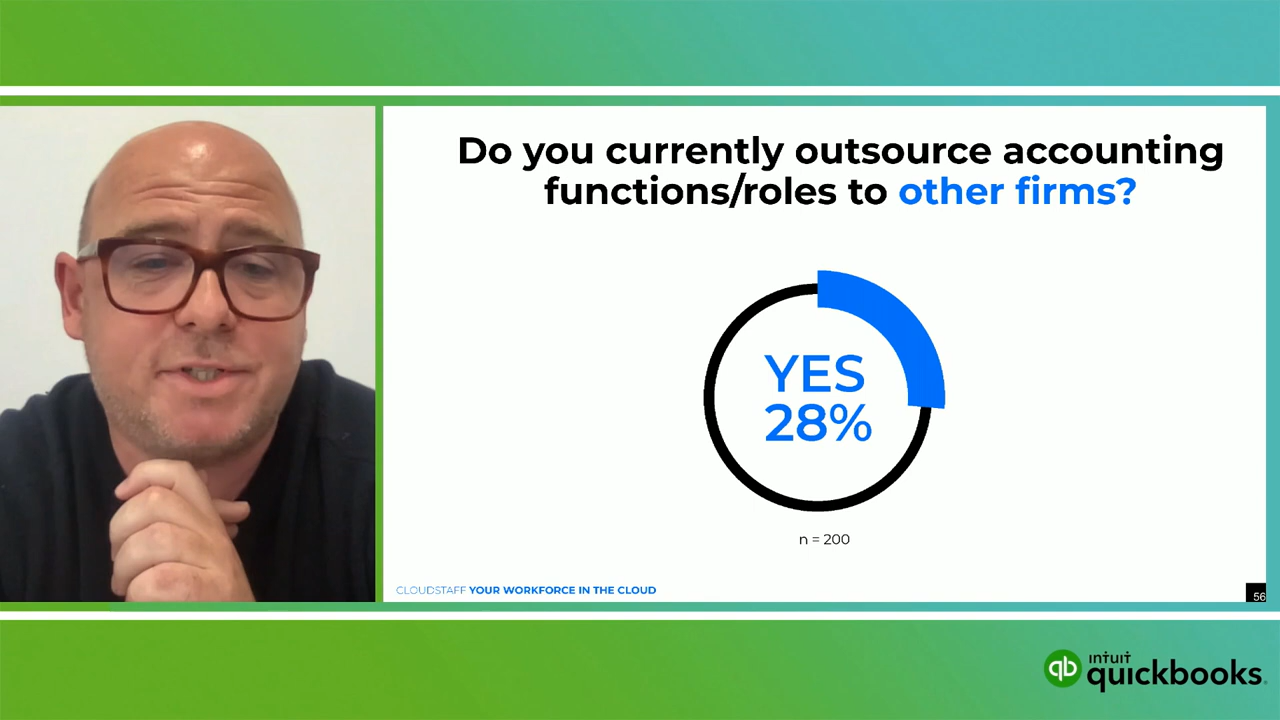 Do you currently outsource accounting
functions/roles to other firms?
YES
28%
n = 200
CLOUDSTAFF YOUR WORKFORCE IN THE CLOUD
56
qb
intuit
quickbooks.